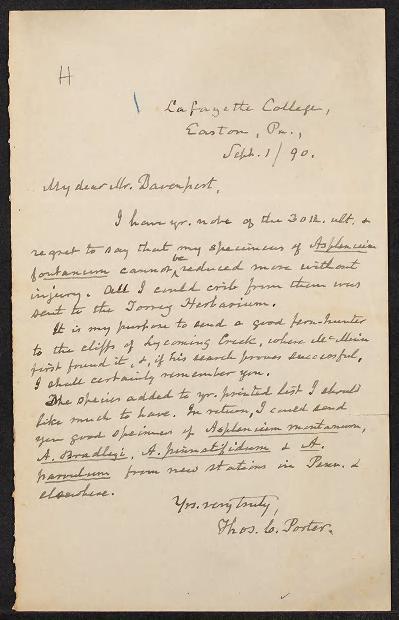 H
Lafayette College,
Easton, Pa.,
Sept. 1/90.
My dear Mr. Davenport,
I have yr. note of the 30th. ult. &
regret to say that my specimens of Asplenium
fontanum cannot be reduced more without
injury. All I could crib from them was
sent to the Torrey Herbarium.
It is my purpose to send a good fern-hunter
to the cliffs of Lycoming Creek, where McMinn
first found it, &, if his search proves successful,
I shall certainly remember you.
The species added to yr. printed list I should
like much to have. In return, I could send
you good specimens of Asplenium montanum,
A. Bradleyi, A. pinnatifidum & A.
parvulum from new stations in Penn. &
elsewhere.
Yrs. very truly,
Thos. C. Porter.